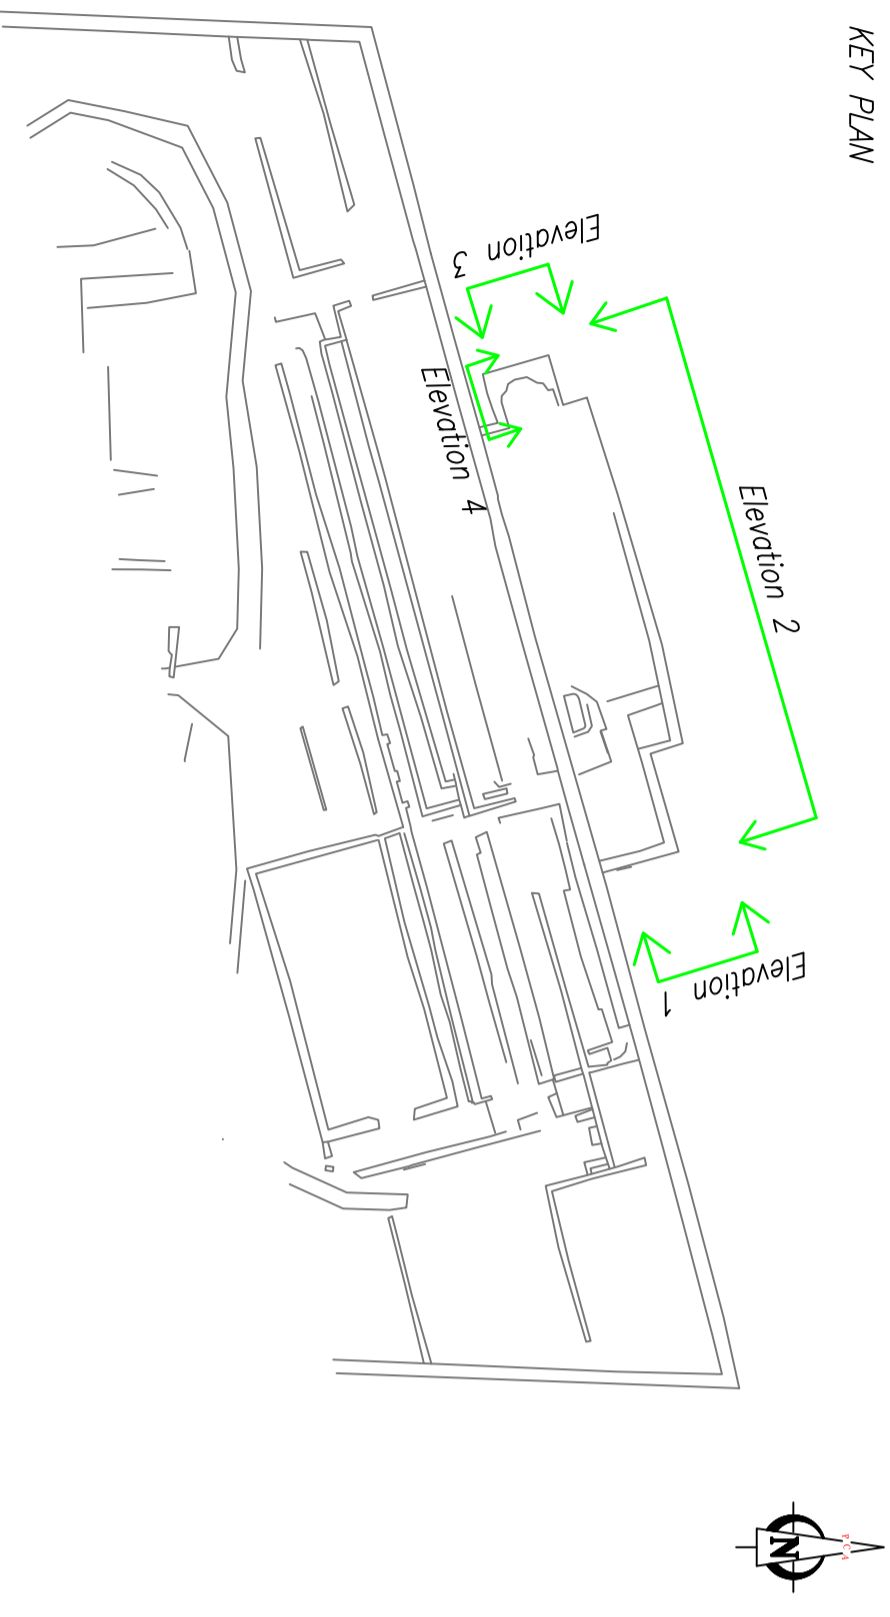 KEY PLAN
Elevation 3
Elevation 4
Elevation 2
Elevation 1
N
P C A